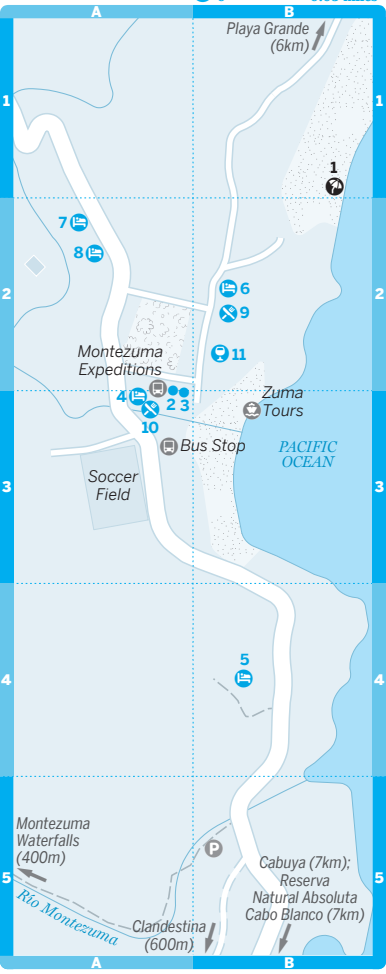 A
B
Playa Grande
(6km)
1
1
1
7
8
2
6
2
9
Montezuma
Expeditions
11
4
2
3
Zuma
Tours
10
Bus Stop
PACIFIC
OCEAN
Soccer
Field
3
3
5
4
4
Montezuma
Waterfalls
(400m)
P
Cabuya (7km);
Reserva
Natural Absoluta
Cabo Blanco (7km)
5
5
Río Montezuma
Clandestina
(600m)
A
B